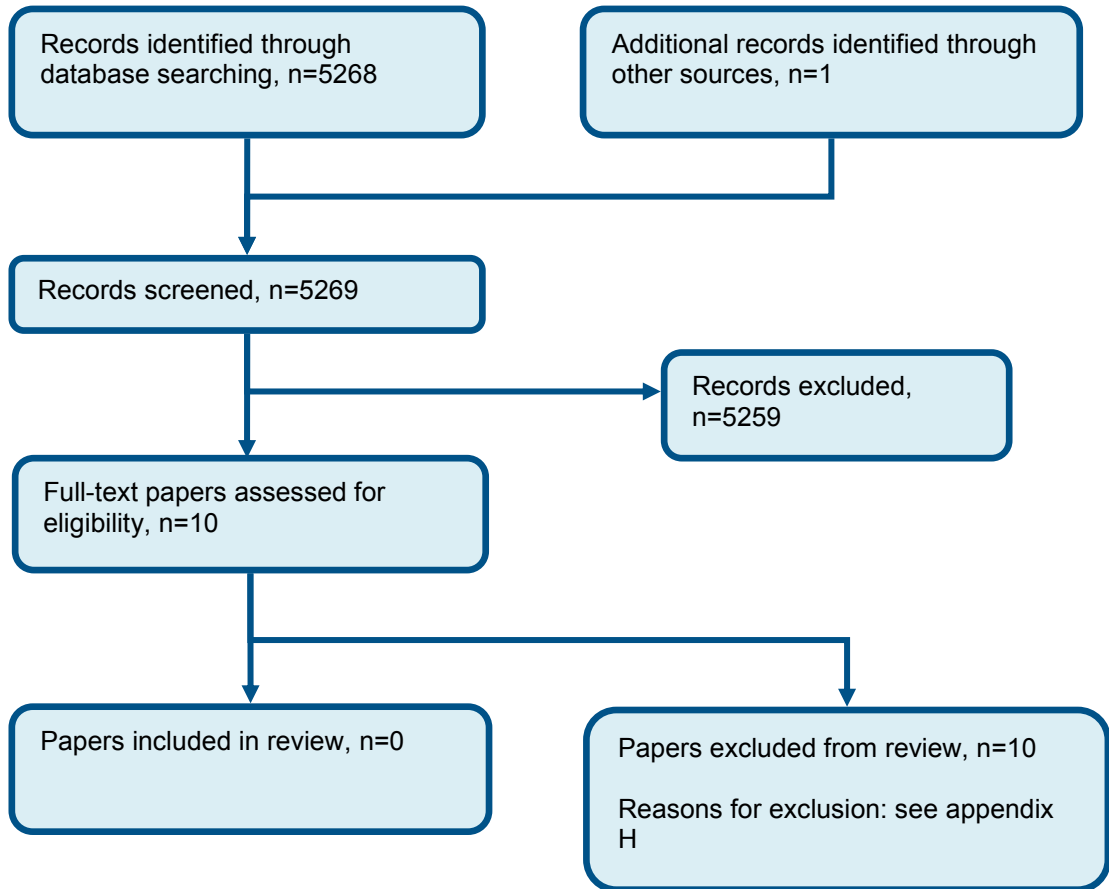 Records identified through
database searching, n=5268
Additional records identified through
other sources, n=1
Records screened, n=5269
Records excluded,
n=5259
Full-text papers assessed for
eligibility, n=10
Papers included in review, n=0
Papers excluded from review, n=10
Reasons for exclusion: see appendix
H